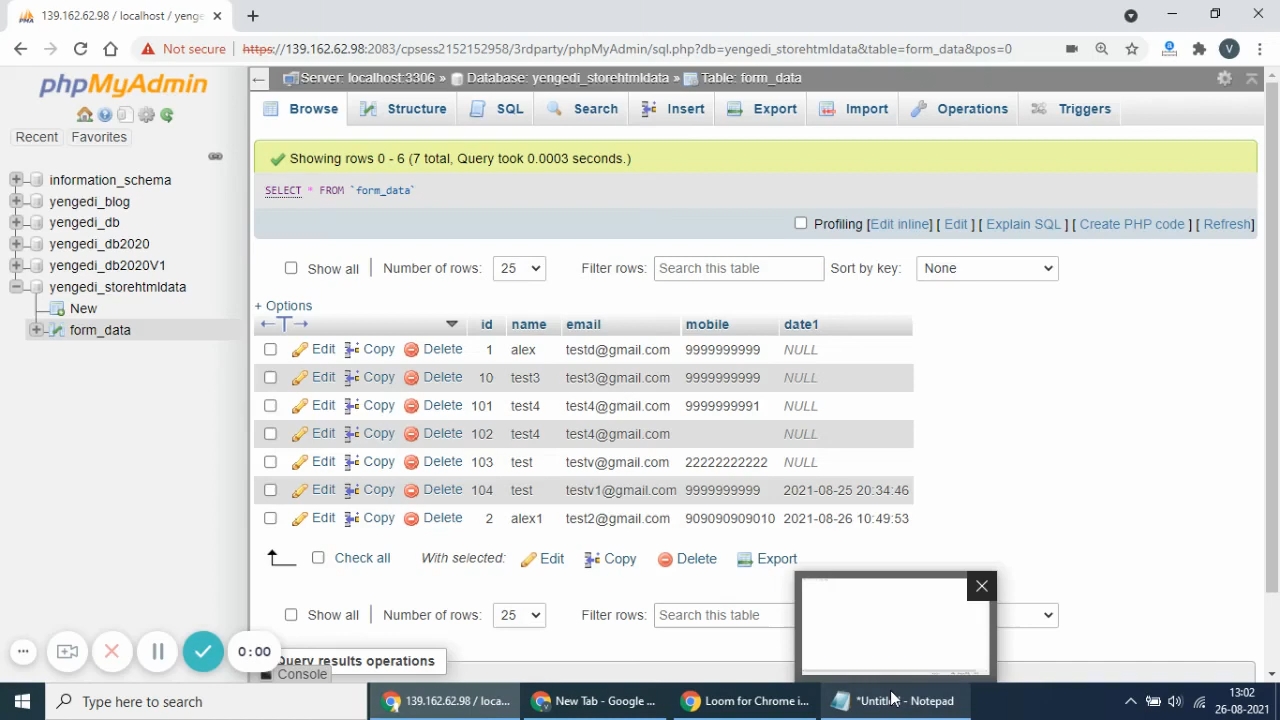 139.162.62.98 / localhost / yenge
Not secure https://139.162.62.98:2083/cpsess2152152958/3rdparty/phpMyAdmin/sql.php?db=yengedi_storehtmldata&table=form_data&pos=0
V
phpMyAdmin
Recent Favorites
information_schema
yengedi_blog
yengedi_db
yengedi_db2020
yengedi_db2020V1
yengedi_storehtmldata
New
form_data
Server: localhost:3306 » Database: yengedi_storehtmldata » Table: form_data
Browse Structure SQL Search Insert Export Import Operations Triggers
Showing rows 0 - 6 (7 total, Query took 0.0003 seconds.)
SELECT * FROM `form_data`
Profiling [Edit inline] [ Edit ] [ Explain SQL ] [ Create PHP code ] [ Refresh]
Show all Number of rows: 25 Filter rows: Search this table Sort by key: None
+ Options
←T→ id name email mobile date1
Edit Copy Delete 1 alex testd@gmail.com 9999999999 NULL
Edit Copy Delete 10 test3 test3@gmail.com 9999999999 NULL
Edit Copy Delete 101 test4 test4@gmail.com 9999999991 NULL
Edit Copy Delete 102 test4 test4@gmail.com NULL
Edit Copy Delete 103 test testv@gmail.com 22222222222 NULL
Edit Copy Delete 104 test testv1@gmail.com 9999999999 2021-08-25 20:34:46
Edit Copy Delete 2 alex1 test2@gmail.com 909090909010 2021-08-26 10:49:53
Check all With selected: Edit Copy Delete Export
Show all Number of rows: 25 Filter rows: Search this table
0:00
Query results operations
Console
Type here to search
139.162.62.98 / loca...
New Tab - Google ...
Loom for Chrome i...
*Untitled - Notepad
13:02
26-08-2021